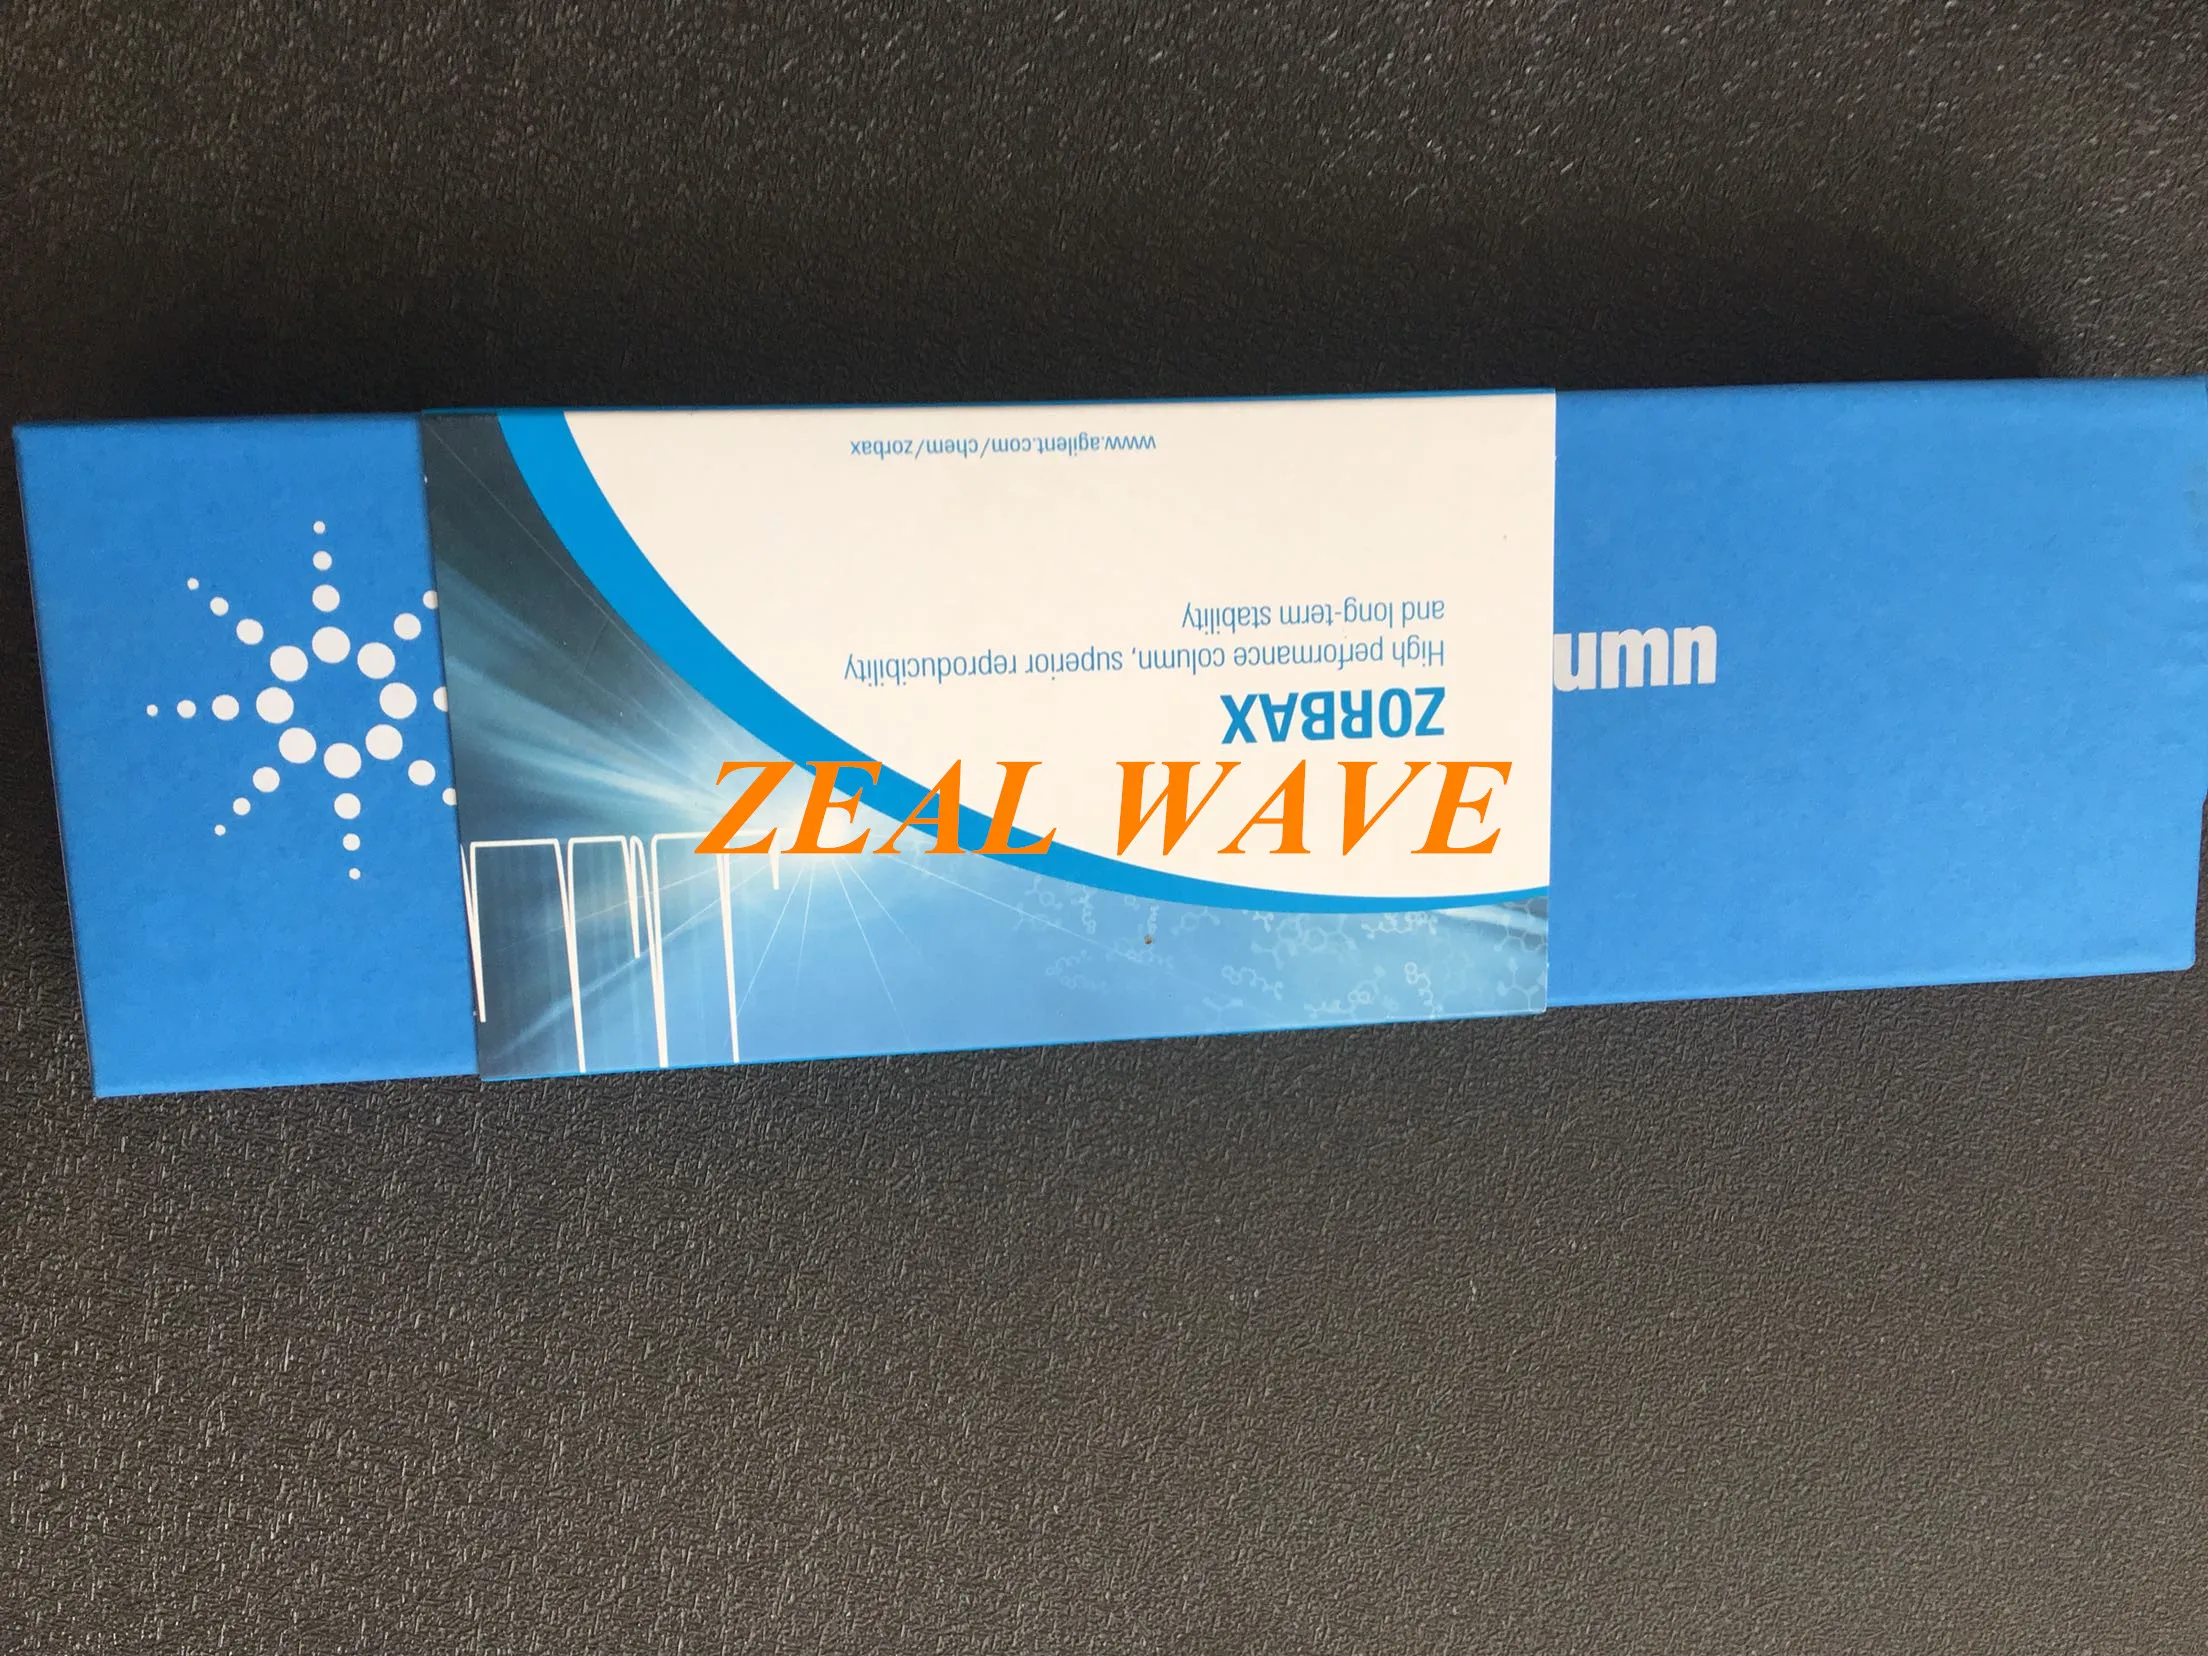 ZORBAX
High performance column, superior reproducibility
and long-term stability
www.agilent.com/chem/zorbax
umn
ZEAL WAVE